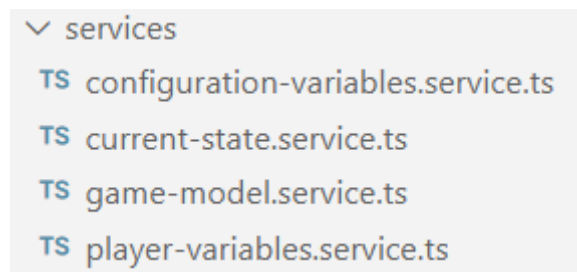 services
TS configuration-variables.service.ts
TS current-state.service.ts
TS game-model.service.ts
TS player-variables.service.ts